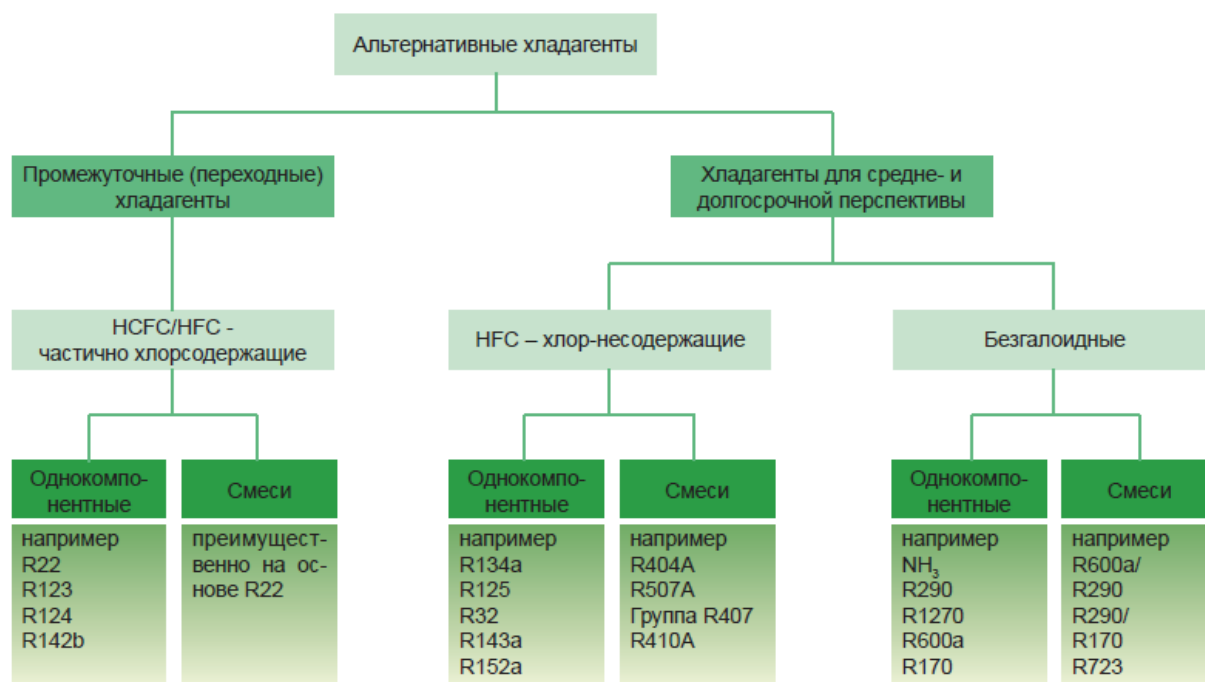 Альтернативные хладагенты
Промежуточные (переходные)
хладагенты
Хладагенты для средне- и
долгосрочной перспективы
HCFC/HFC -
частично хлорсодержащие
HFC – хлор-несодержащие
Безгалоидные
Однокомпо-
нентные
Смеси
Однокомпо-
нентные
Смеси
Однокомпо-
нентные
Смеси
например
R22
R123
R124
R142b
преимущест-
венно на ос-
нове R22
например
R134a
R125
R32
R143a
R152a
например
R404A
R507A
Группа R407
R410A
например
NH₃
R290
R1270
R600a
R170
например
R600a/
R290
R290/
R170
R723